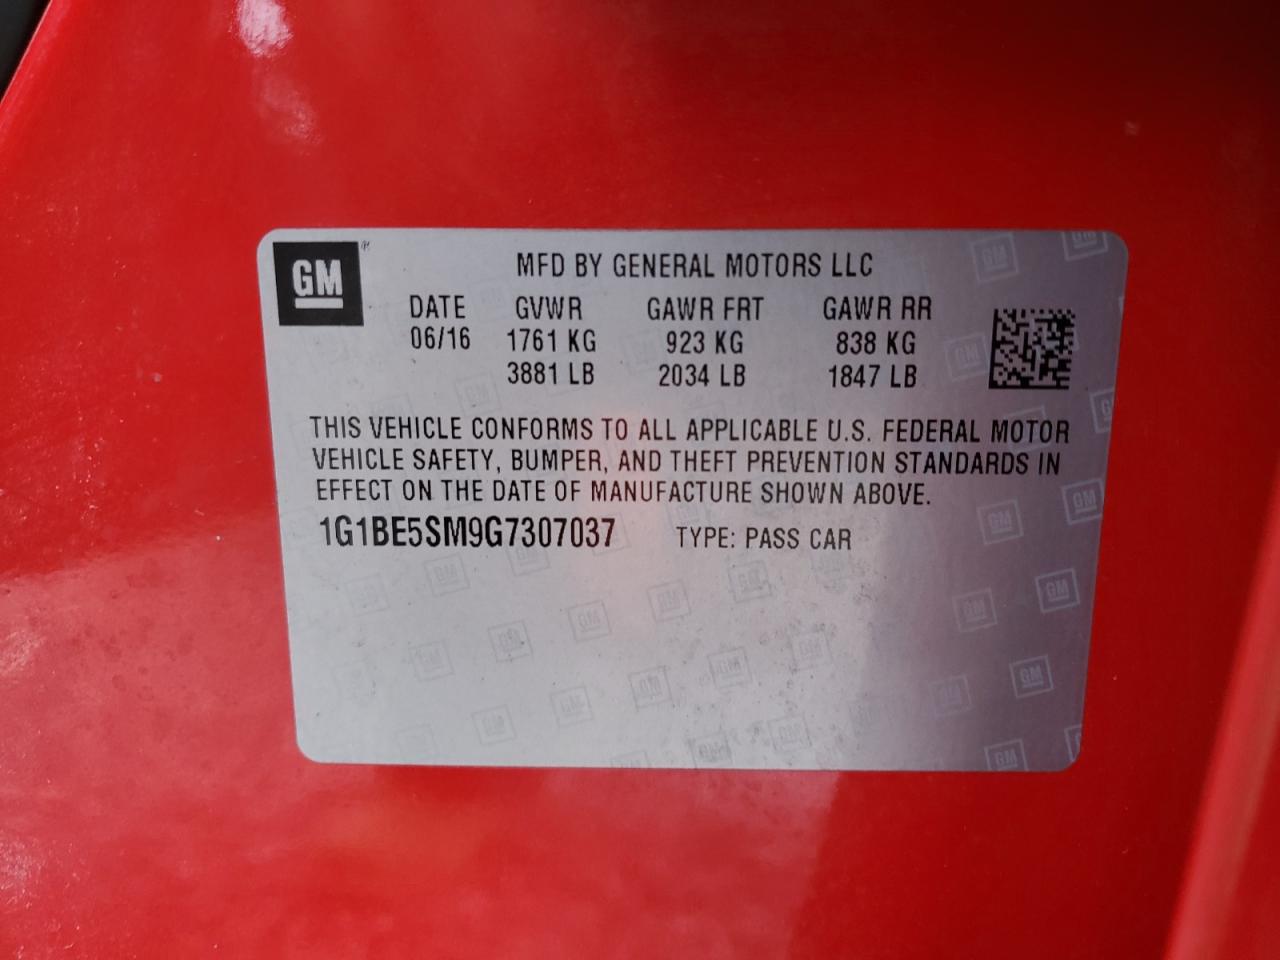 GM
MFD BY GENERAL MOTORS LLC
DATE GVWR GAWR FRT GAWR RR
06/16 1761 KG 923 KG 838 KG
3881 LB 2034 LB 1847 LB
THIS VEHICLE CONFORMS TO ALL APPLICABLE U.S. FEDERAL MOTOR
VEHICLE SAFETY, BUMPER, AND THEFT PREVENTION STANDARDS IN
EFFECT ON THE DATE OF MANUFACTURE SHOWN ABOVE.
1G1BE5SM9G7307037 TYPE: PASS CAR